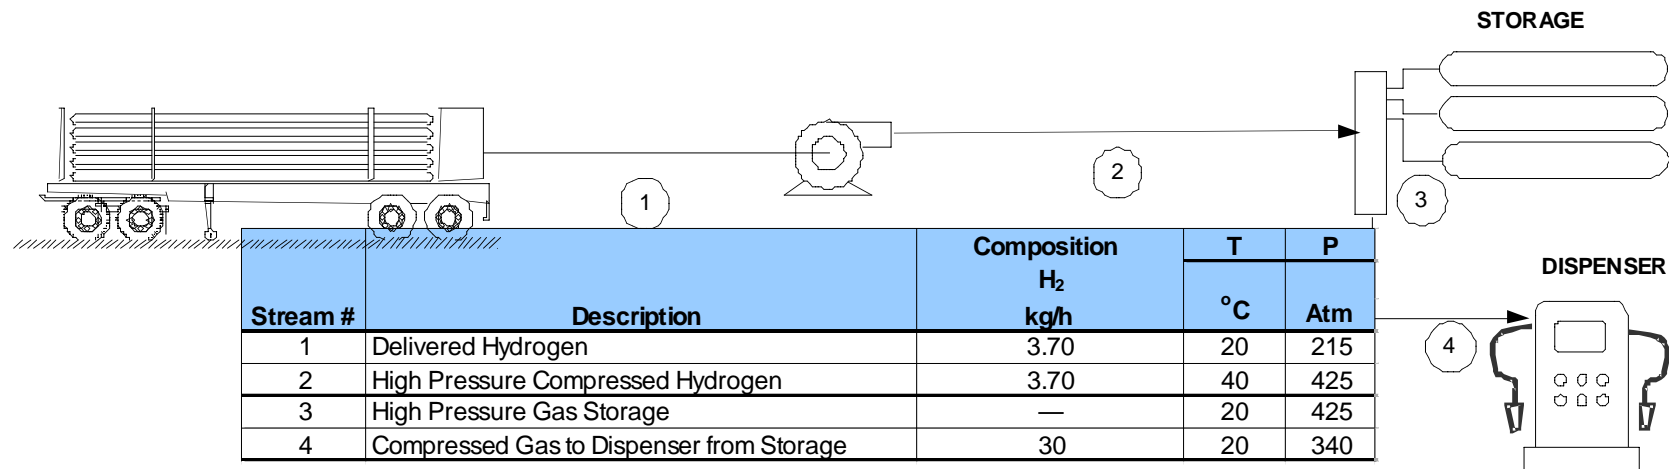 STORAGE
1
2
3
DISPENSER
4
Composition T P
H2
Stream # Description kg/h °C Atm
1 Delivered Hydrogen 3.70 20 215
2 High Pressure Compressed Hydrogen 3.70 40 425
3 High Pressure Gas Storage — 20 425
4 Compressed Gas to Dispenser from Storage 30 20 340